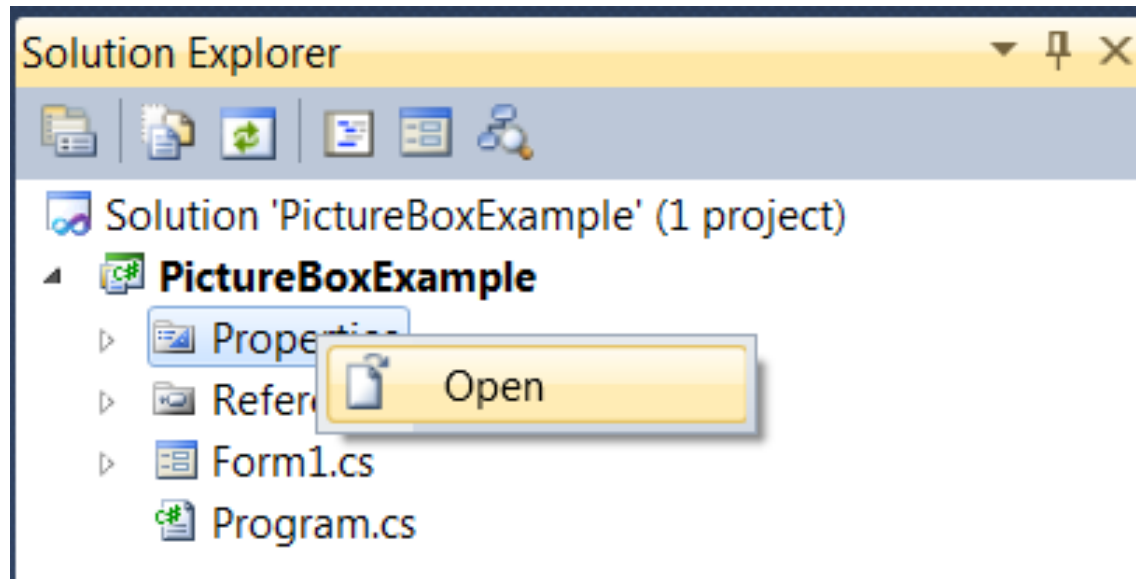 Solution Explorer
Solution 'PictureBoxExample' (1 project)
PictureBoxExample
Open
Form1.cs
Program.cs